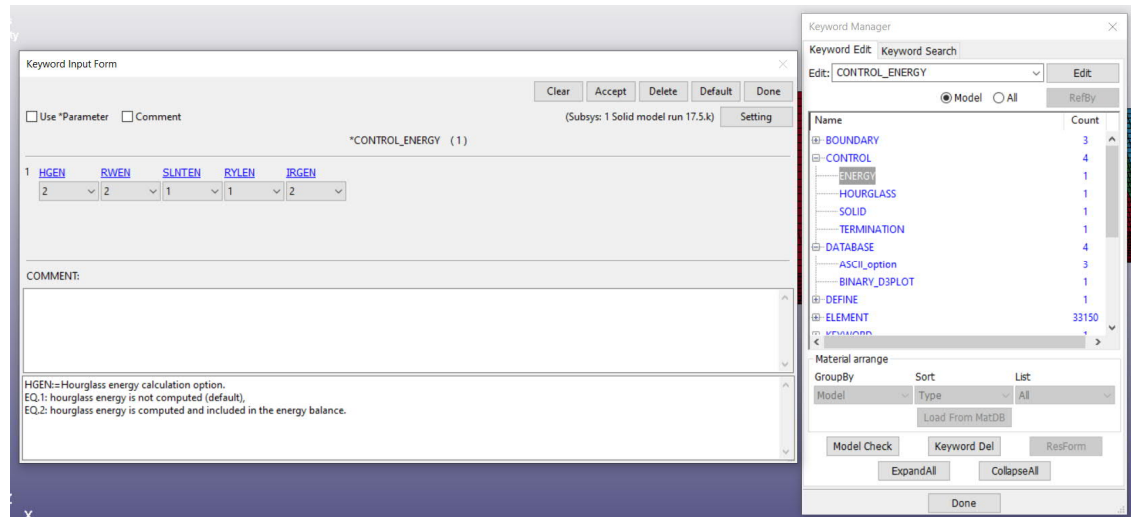 Keyword Input Form
Clear Accept Delete Default Done
Use *Parameter Comment (Subsys: 1 Solid model run 17.5.k) Setting
*CONTROL_ENERGY (1)
1 HGEN RWEN SLNTEN RYLEN IRGEN
2 2 1 1 2
COMMENT:
HGEN:=Hourglass energy calculation option.
EQ.1: hourglass energy is not computed (default),
EQ.2: hourglass energy is computed and included in the energy balance.
X
Keyword Manager
Keyword Edit Keyword Search
Edit: CONTROL_ENERGY Edit
Model All RefBy
Name Count
BOUNDARY 3
CONTROL 4
ENERGY 1
HOURGLASS 1
SOLID 1
TERMINATION 1
DATABASE 4
ASCII_option 3
BINARY_D3PLOT 1
DEFINE 1
ELEMENT 33150
KEYWORD 1
Material arrange
GroupBy Sort List
Model Type All
Load From MatDB
Model Check Keyword Del ResForm
ExpandAll CollapseAll
Done